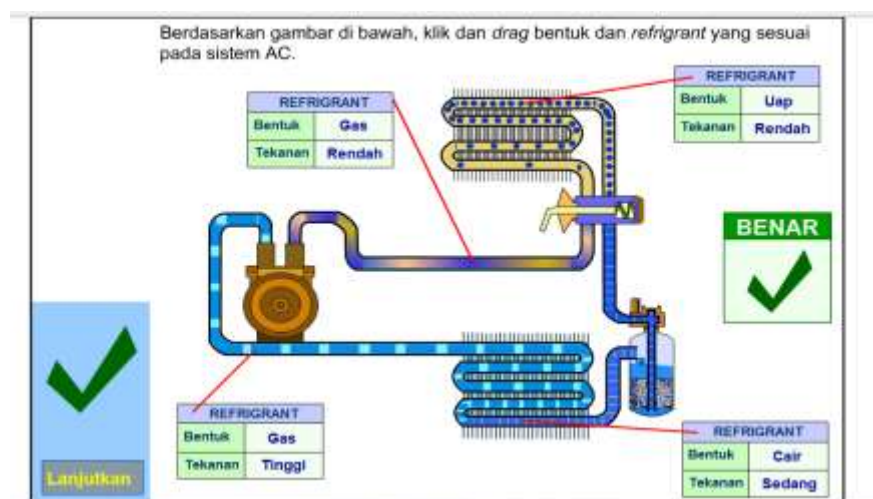 Berdasarkan gambar di bawah, klik dan drag bentuk dan refrigrant yang sesuai
pada sistem AC.
REFRIGRANT
Bentuk Uap
Tekanan Rendah
REFRIGRANT
Bentuk Gas
Tekanan Rendah
BENAR
REFRIGRANT
Bentuk Gas
Tekanan Tinggi
REFRIGRANT
Bentuk Cair
Tekanan Sedang
Lanjutkan